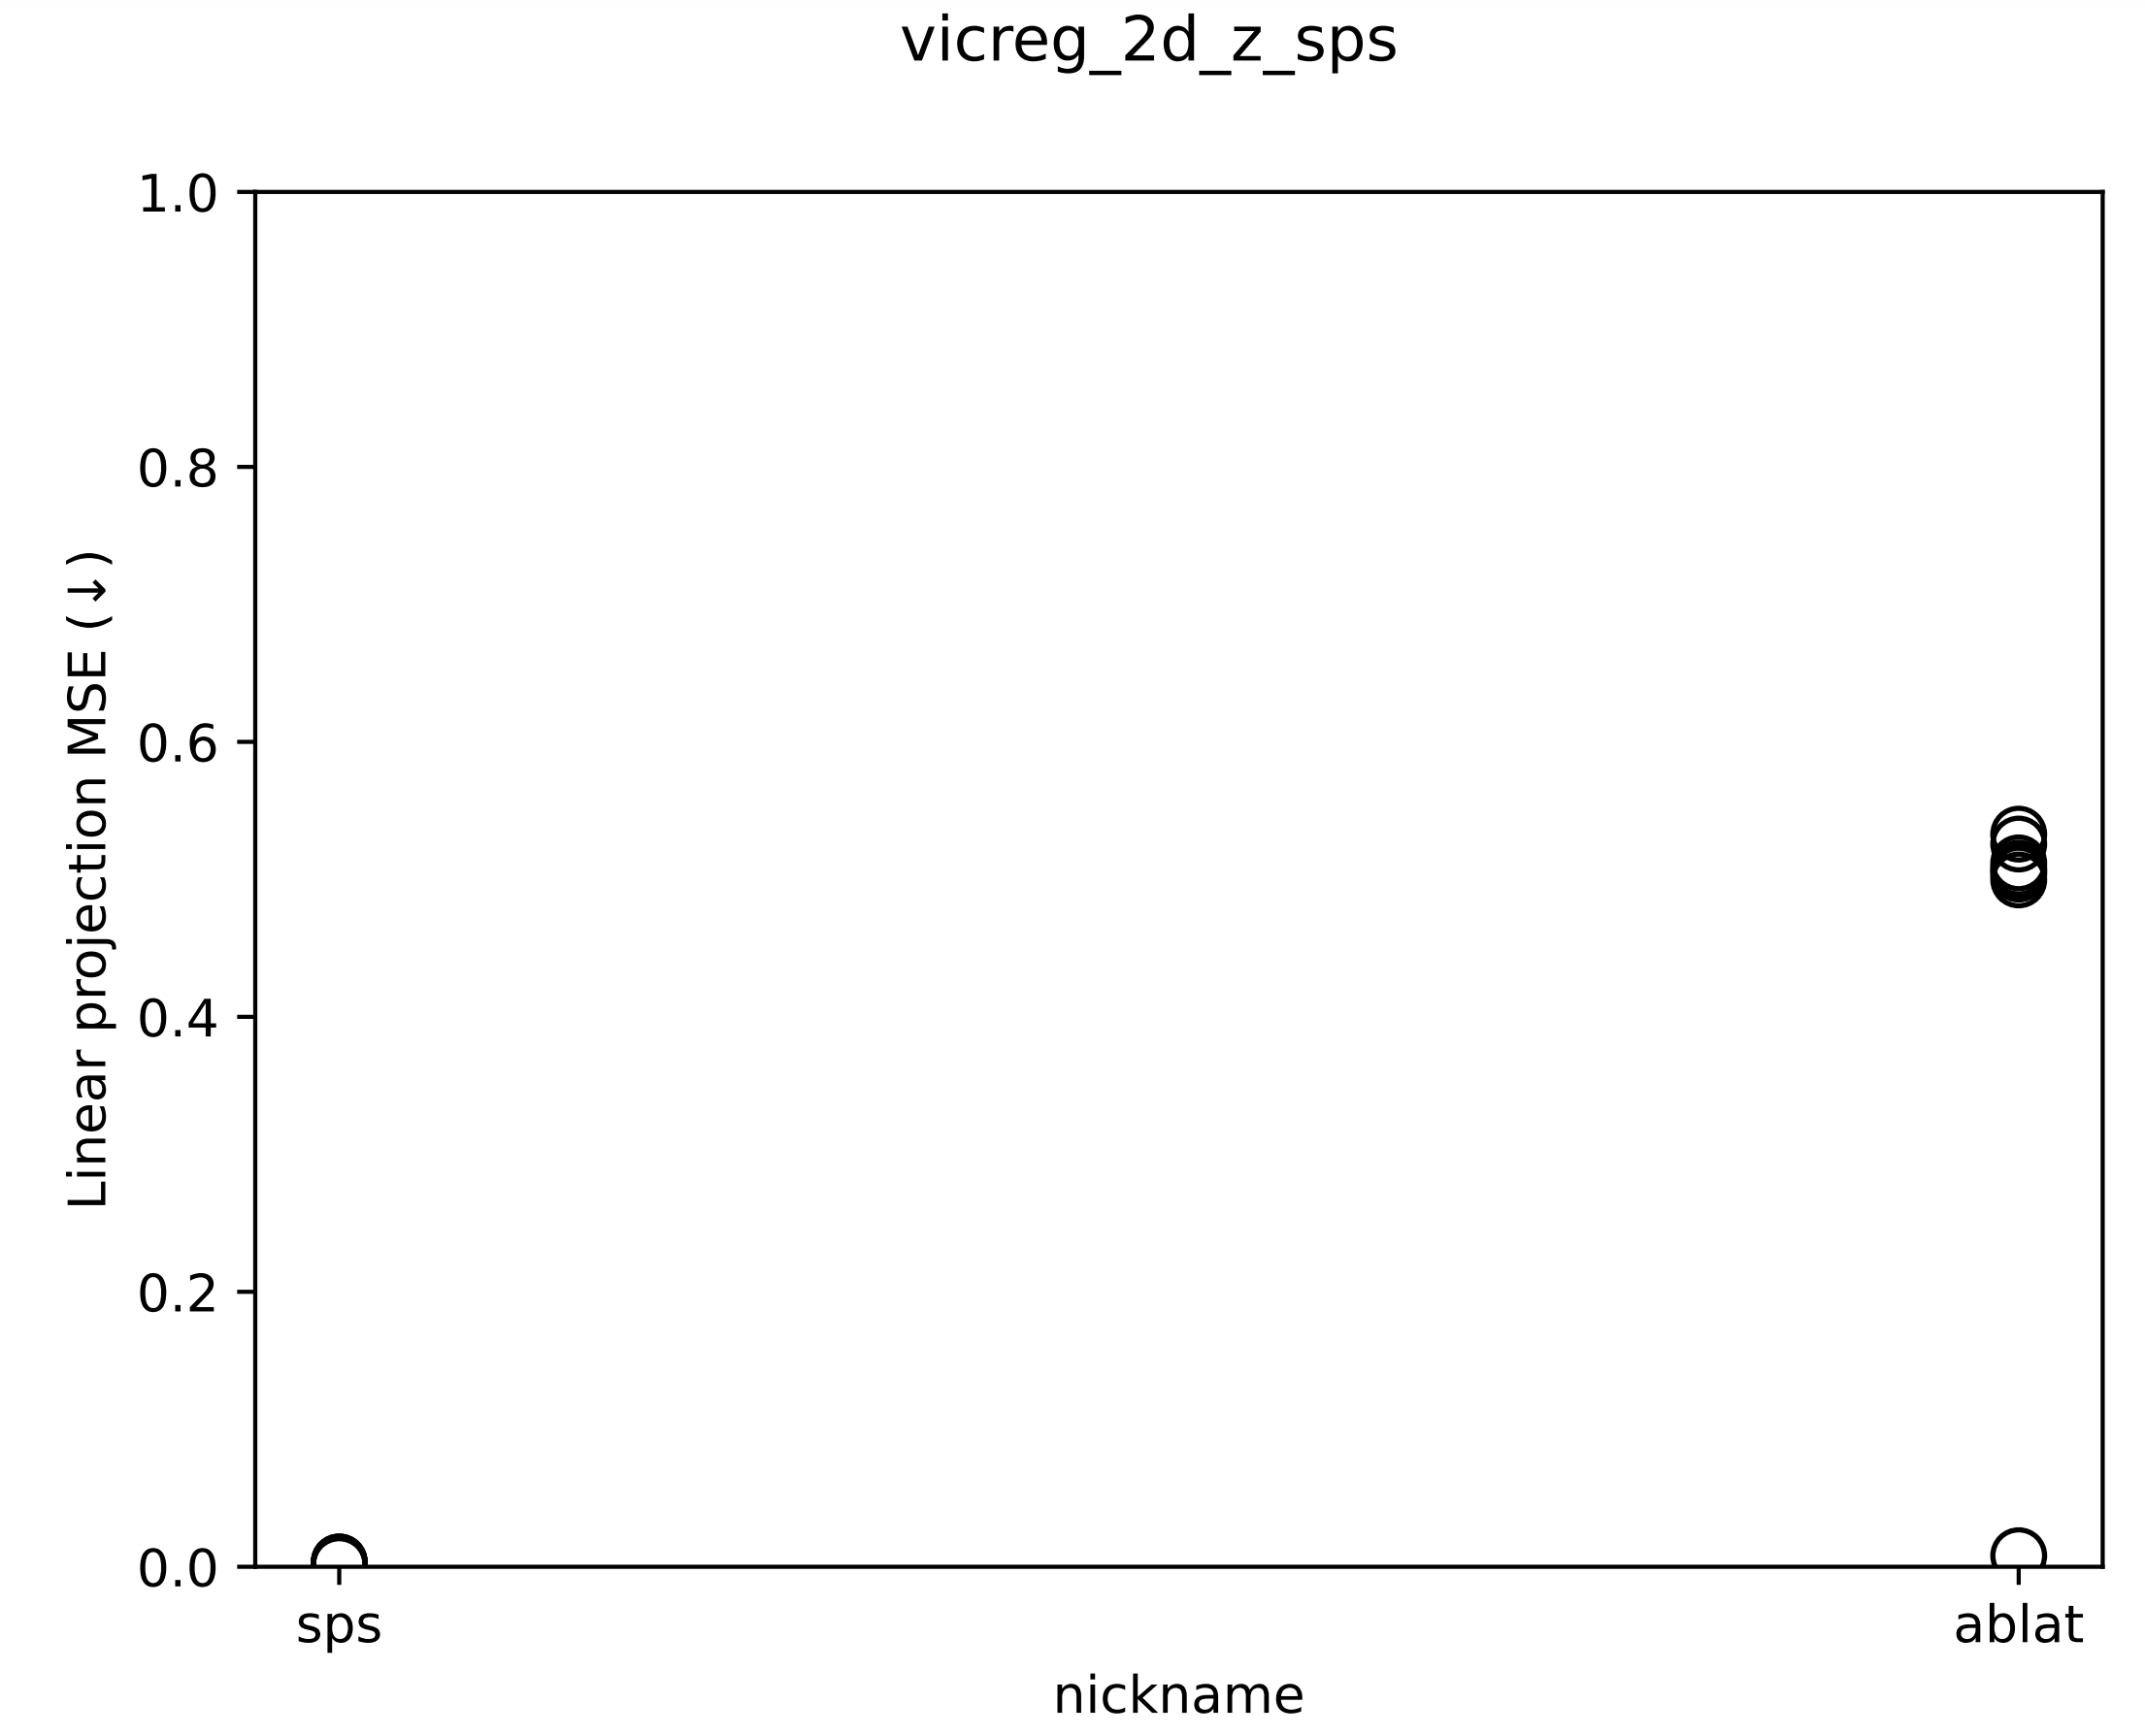 vicreg_2d_z_sps
Linear projection MSE (↓)
1.0
0.8
0.6
0.4
0.2
0.0
sps
ablat
nickname